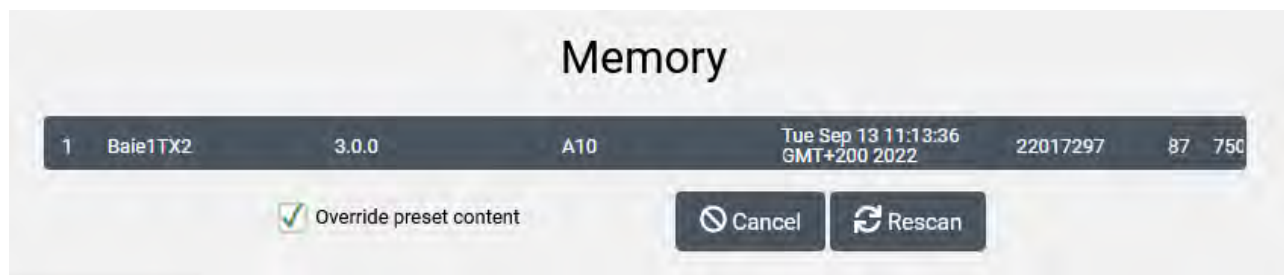 Memory
1 Baie1TX2 3.0.0 A10 Tue Sep 13 11:13:36 22017297 87 750
GMT+200 2022
Override preset content Cancel Rescan